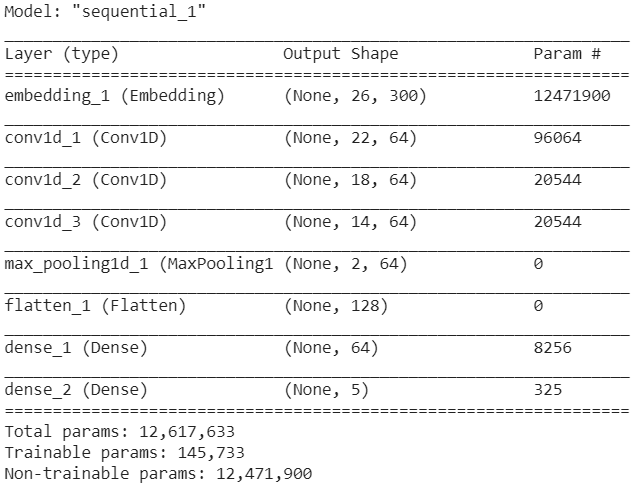 Model: "sequential_1"
Layer (type) Output Shape Param #
embedding_1 (Embedding) (None, 26, 300) 12471900
conv1d_1 (Conv1D) (None, 22, 64) 96064
conv1d_2 (Conv1D) (None, 18, 64) 20544
conv1d_3 (Conv1D) (None, 14, 64) 20544
max_pooling1d_1 (MaxPooling1 (None, 2, 64) 0
flatten_1 (Flatten) (None, 128) 0
dense_1 (Dense) (None, 64) 8256
dense_2 (Dense) (None, 5) 325
Total params: 12,617,633
Trainable params: 145,733
Non-trainable params: 12,471,900